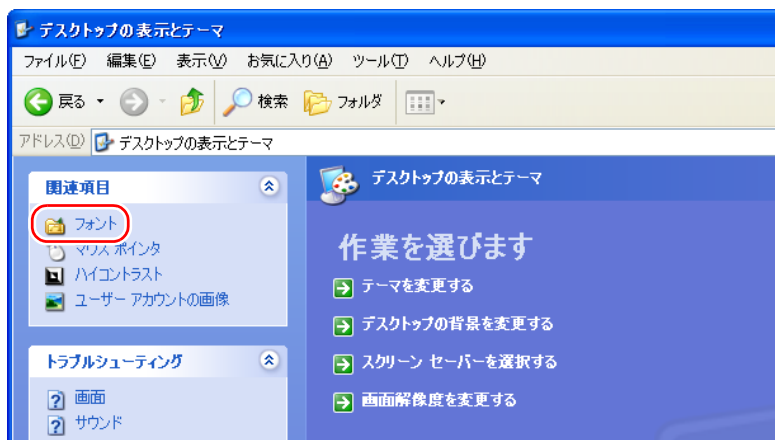 デスクトップの表示とテーマ
ファイル(F) 編集(E) 表示(V) お気に入り(A) ツール(T) ヘルプ(H)
戻る 検索 フォルダ
アドレス(D) デスクトップの表示とテーマ
関連項目
フォント
マウス ポインタ
ハイコントラスト
ユーザー アカウントの画像
トラブルシューティング
画面
サウンド
デスクトップの表示とテーマ
作業を選びます
テーマを変更する
デスクトップの背景を変更する
スクリーン セーバーを選択する
画面解像度を変更する